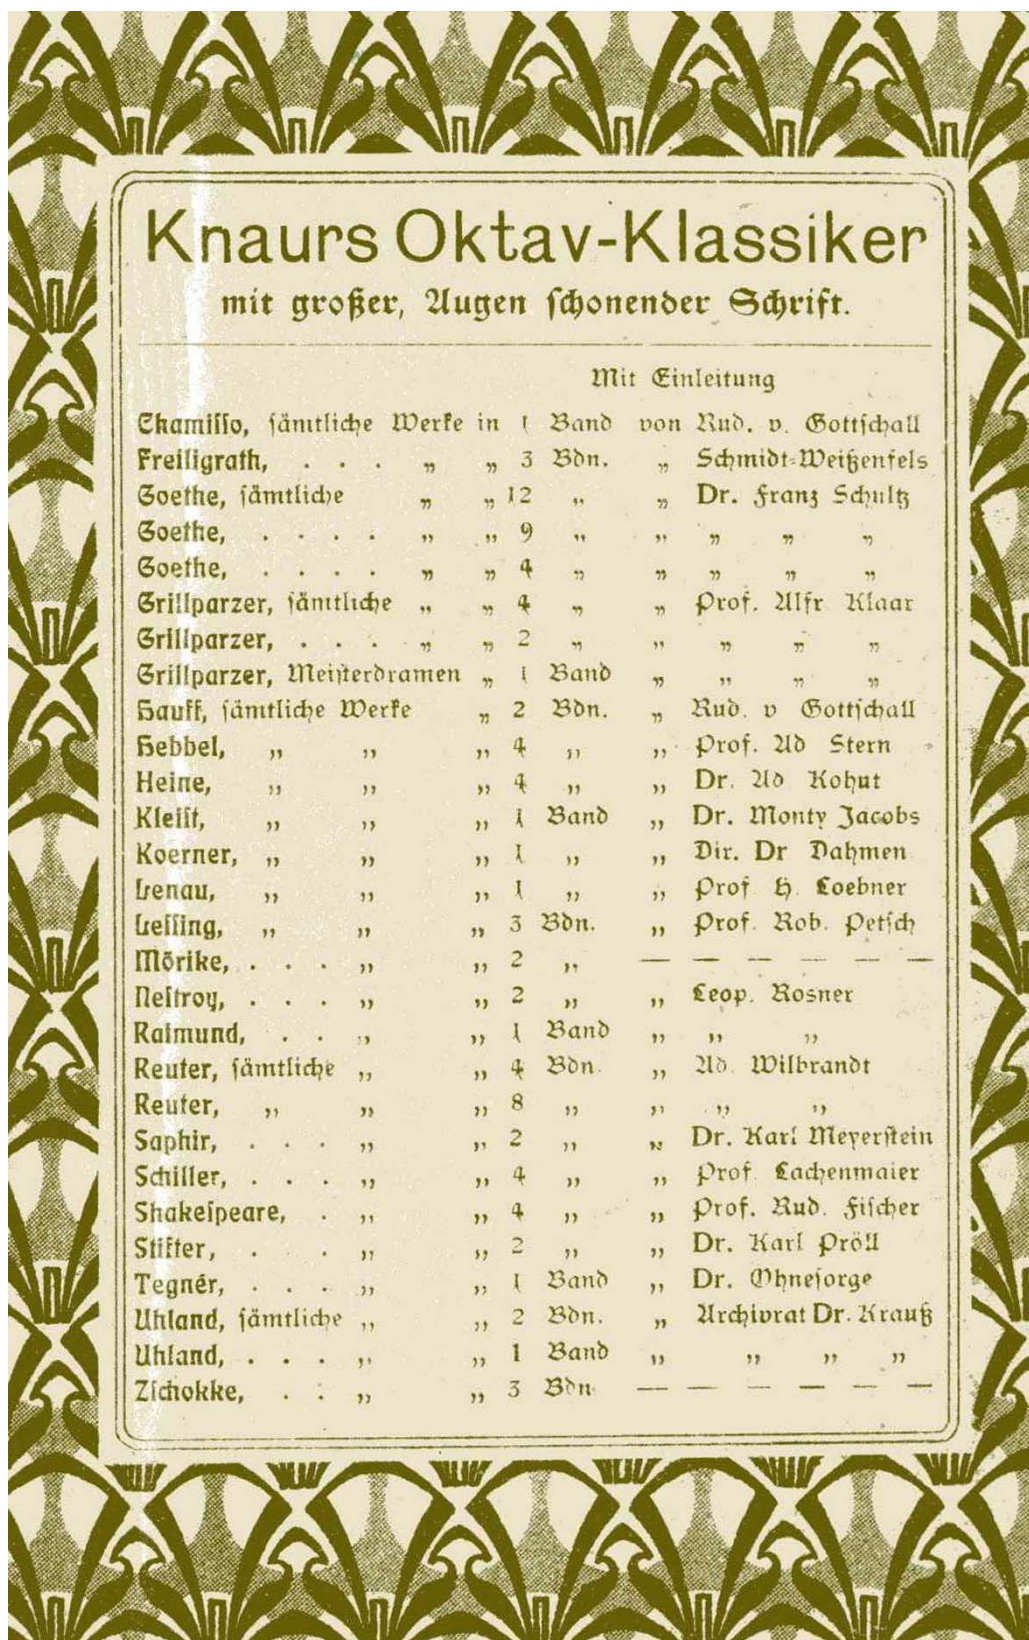 Knaurs Oktav-Klassiker
mit großer, Augen schonender Schrift.
Mit Einleitung
Chamisso, sämtliche Werke in 1 Band von Rud. v. Gottschall
Freiligrath, . . . „ „ 3 Bdn. „ Schmidt-Weißenfels
Goethe, sämtliche „ „ 12 „ „ Dr. Franz Schultz
Goethe, . . . . „ „ 9 „ „ „ „ „
Goethe, . . . . „ „ 4 „ „ „ „ „
Grillparzer, sämtliche „ „ 4 „ „ Prof. Alfr Klaar
Grillparzer, . . . . „ „ 2 „ „ „ „ „
Grillparzer, Meisterdramen „ 1 Band „ „ „ „
Hauff, sämtliche Werke „ 2 Bdn. „ Rud. v Gottschall
Hebbel, „ „ „ 4 „ „ Prof. Ad Stern
Heine, „ „ „ 4 „ „ Dr. Ad Kohut
Kleist, „ „ „ 1 Band „ Dr. Monty Jacobs
Koerner, „ „ „ 1 „ „ Dir. Dr Dahmen
Lenau, „ „ „ 1 „ „ Prof H. Loebner
Lessing, „ „ „ 3 Bdn. „ Prof. Rob. Petsch
Mörike, . . . „ „ 2 „ — — — — — —
Nestroy, . . . „ „ 2 „ „ Leop. Rosner
Raimund, . . „ „ 1 Band „ „ „
Reuter, sämtliche „ „ 4 Bdn. „ Ad. Wilbrandt
Reuter, „ „ „ 8 „ „ „ „
Saphir, . . . „ „ 2 „ „ Dr. Karl Meyerstein
Schiller, . . . „ „ 4 „ „ Prof Lachenmaier
Shakespeare, . „ „ 4 „ „ Prof. Rud. Fischer
Stifter, . . . „ „ 2 „ „ Dr. Karl Pröll
Tegnér, . . . „ „ 1 Band „ Dr. Ohnesorge
Uhland, sämtliche „ „ 2 Bdn. „ Archivrat Dr. Krauß
Uhland, . . . „ „ 1 Band „ „ „ „
Zschokke, . . „ „ 3 Bdn. — — — — — —